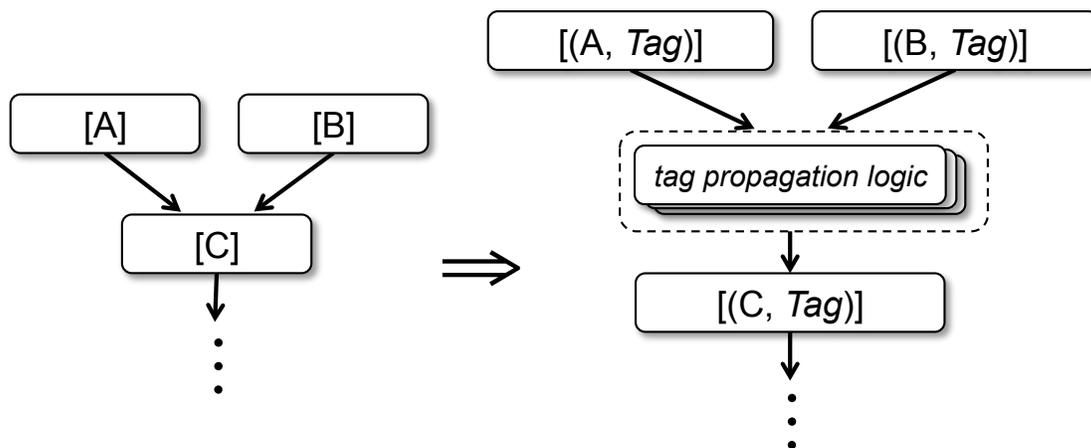 [A]
[B]
[C]
[(A, Tag)]
[(B, Tag)]
tag propagation logic
[(C, Tag)]